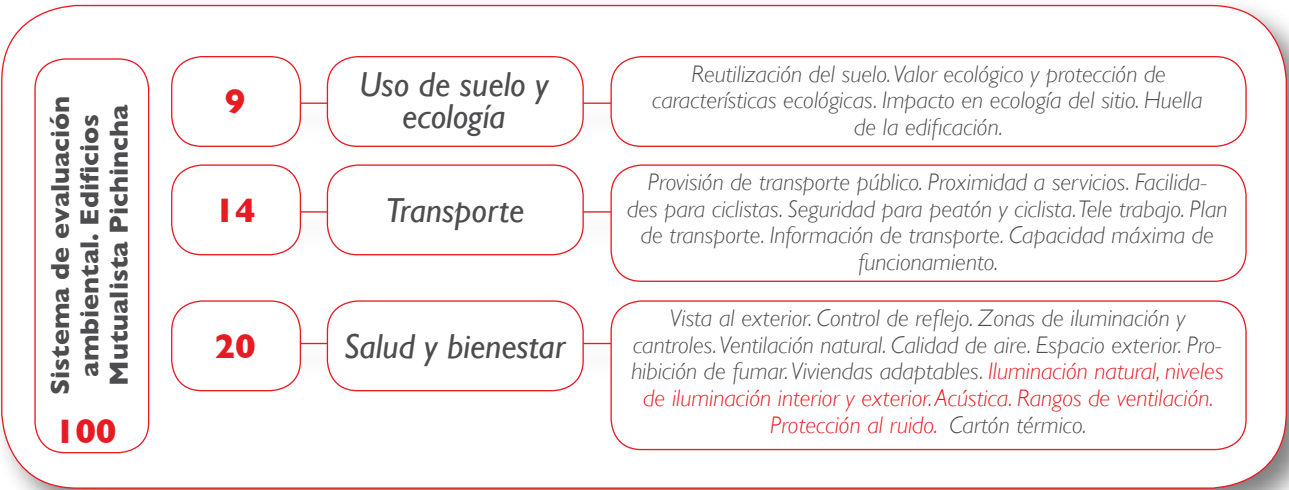 Sistema de evaluación
ambiental. Edificios
Mutualista Pichincha
100
9
Uso de suelo y
ecología
Reutilización del suelo. Valor ecológico y protección de
características ecológicas. Impacto en ecología del sitio. Huella
de la edificación.
14
Transporte
Provisión de transporte público. Proximidad a servicios. Facilida-
des para ciclistas. Seguridad para peatón y ciclista. Tele trabajo. Plan
de transporte. Información de transporte. Capacidad máxima de
funcionamiento.
20
Salud y bienestar
Vista al exterior. Control de reflejo. Zonas de iluminación y
cantroles. Ventilación natural. Calidad de aire. Espacio exterior. Pro-
hibición de fumar. Viviendas adaptables. Iluminación natural, niveles
de iluminación interior y exterior. Acústica. Rangos de ventilación.
Protección al ruido. Cartón térmico.